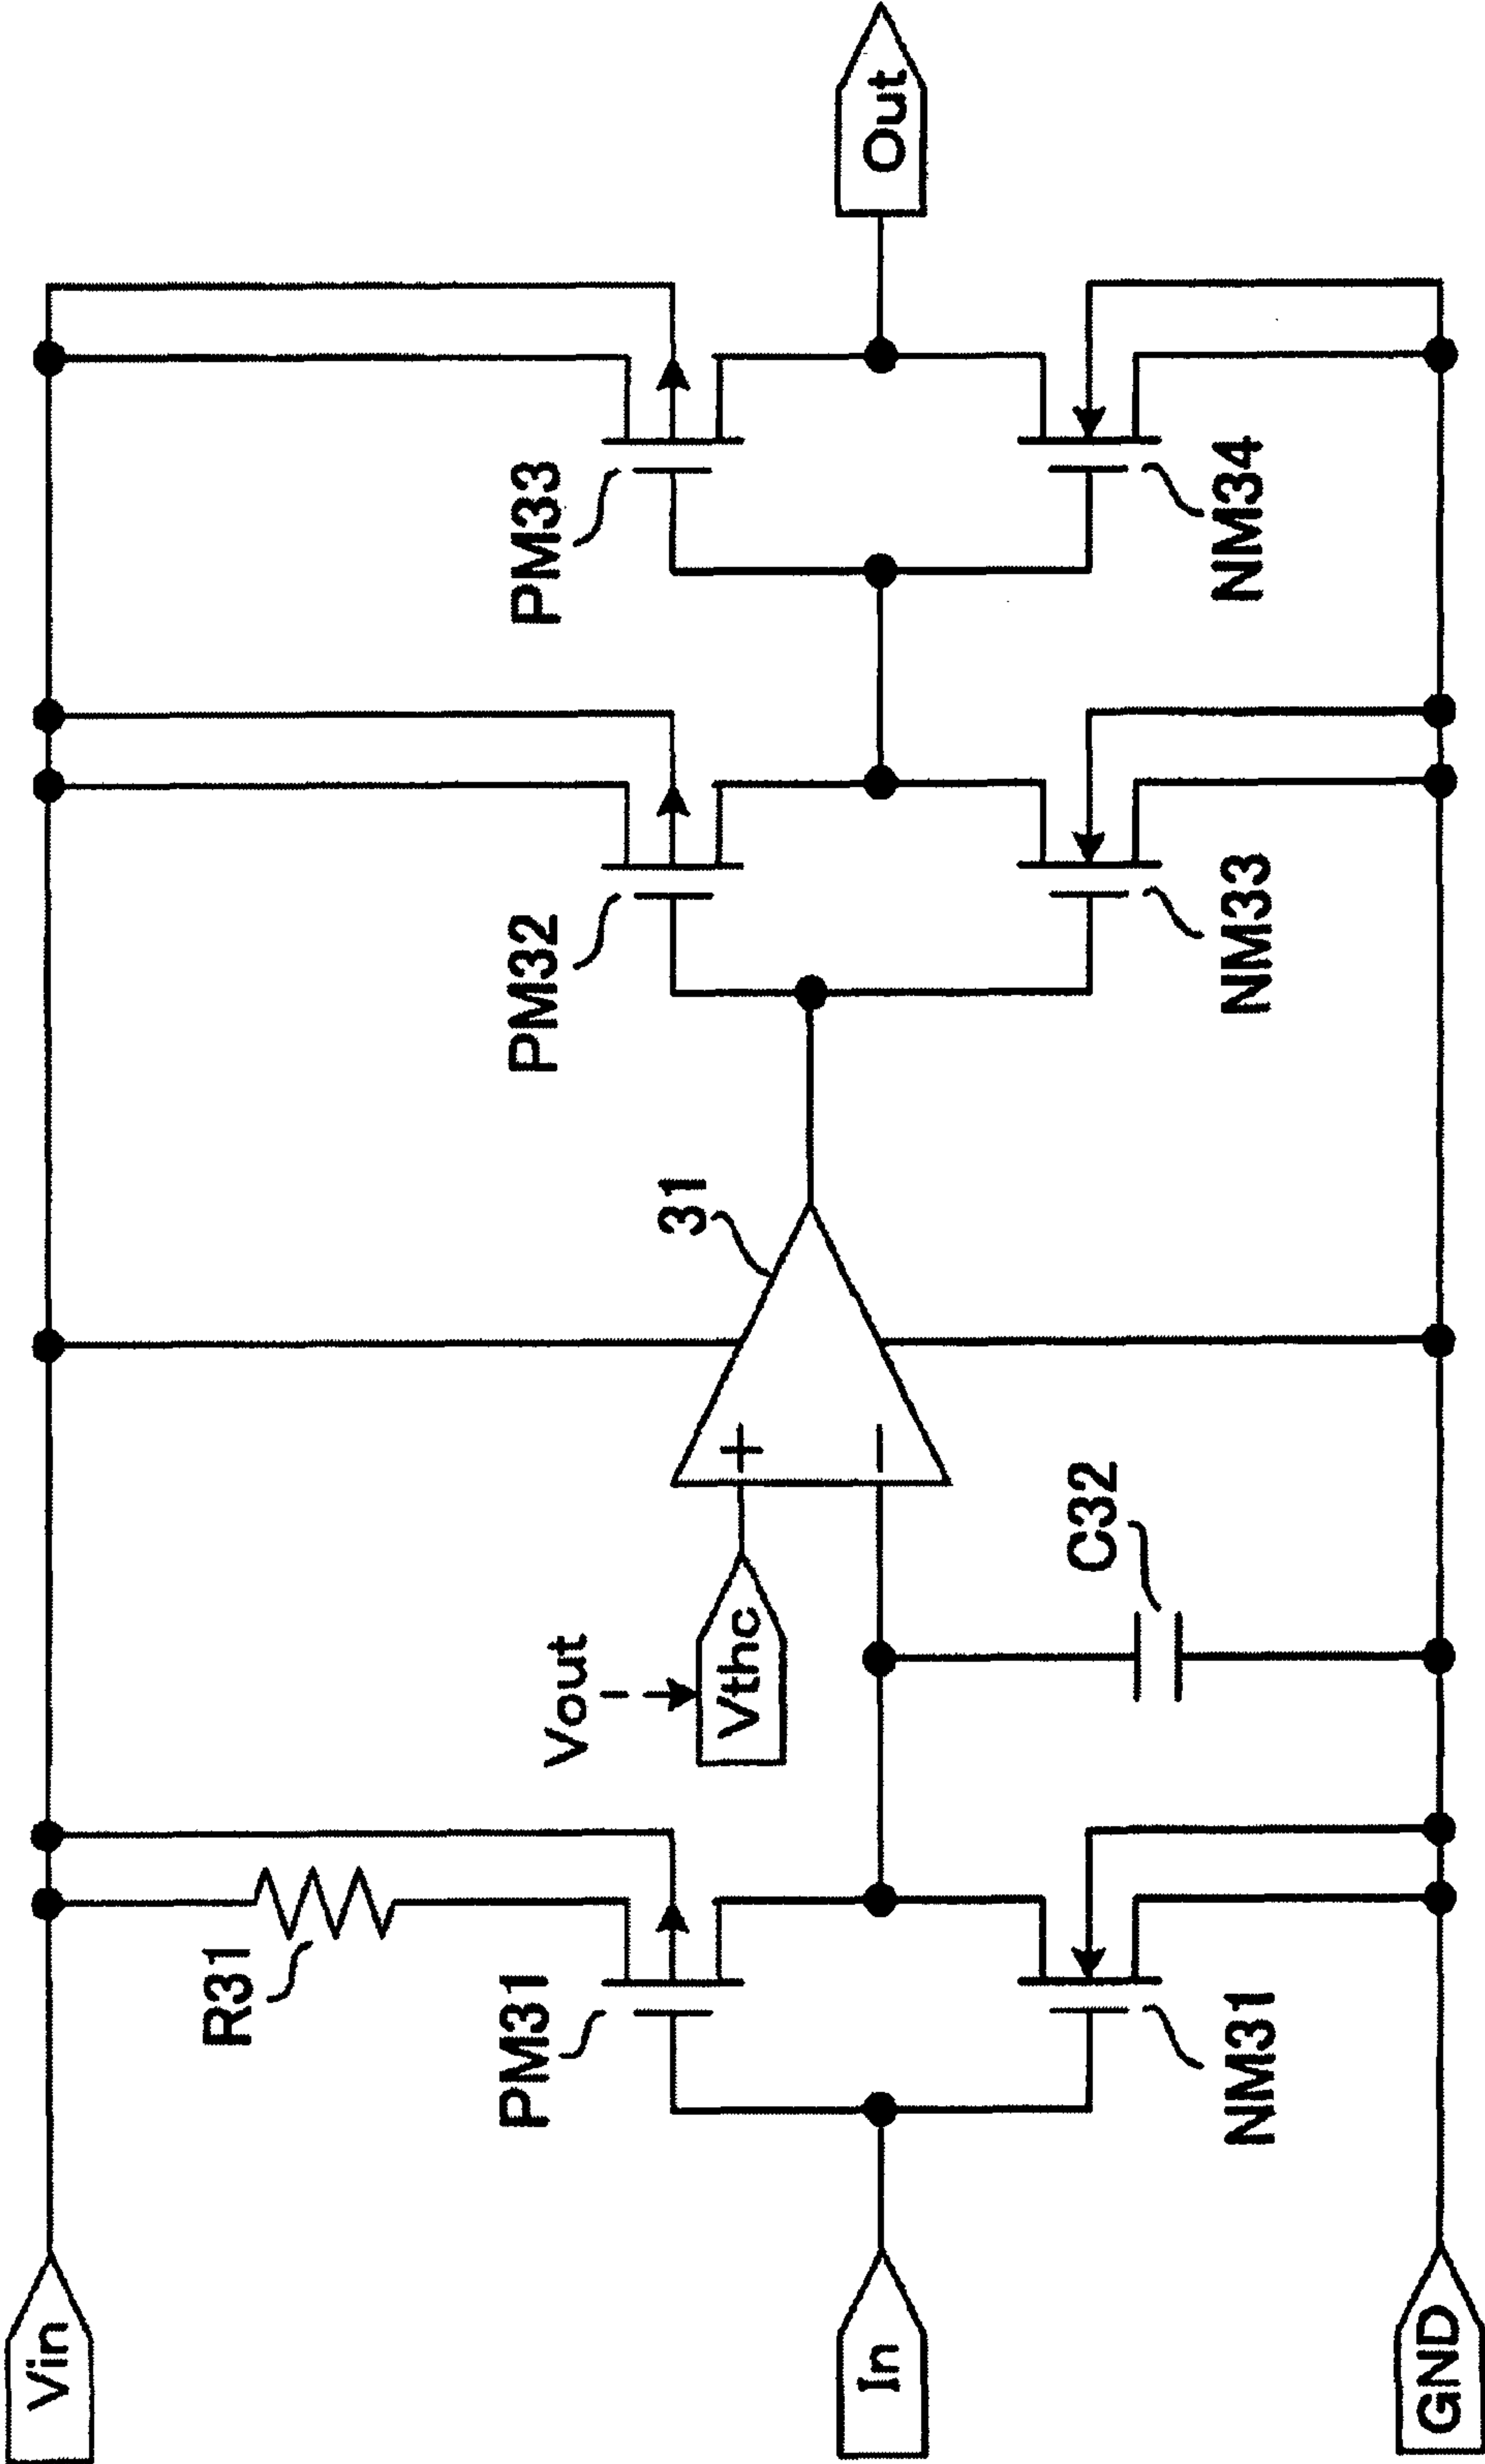 Vin
R31
PM31
In
NM31
GND
Vout
Vthc
+
−
C32
31
PM32
NM33
PM33
NM34
Out